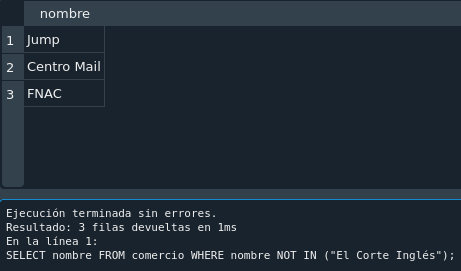 nombre
1 Jump
2 Centro Mail
3 FNAC
Ejecución terminada sin errores.
Resultado: 3 filas devueltas en 1ms
En la línea 1:
SELECT nombre FROM comercio WHERE nombre NOT IN ("El Corte Inglés");